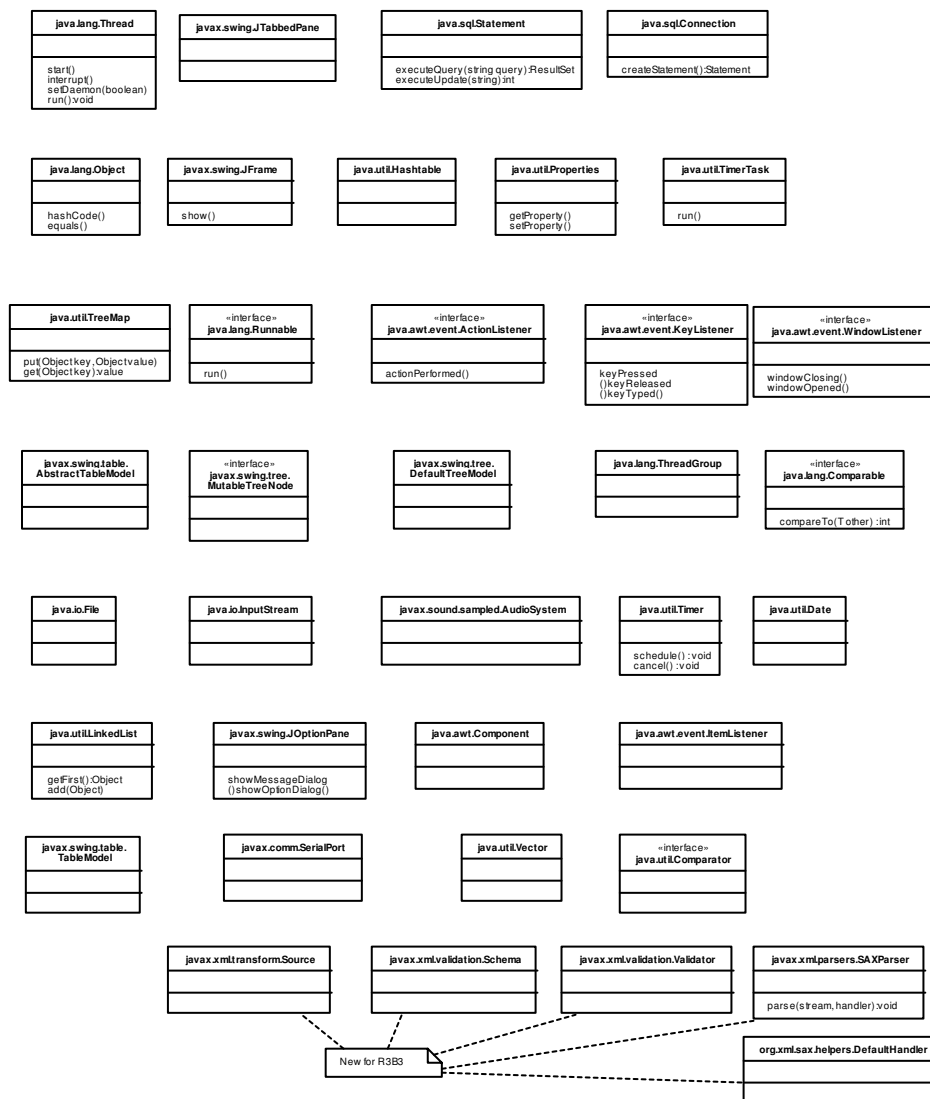 java.lang.Thread
start()
interrupt()
setDaemon(boolean)
run():void
javax.swing.JTabbedPane
java.sql.Statement
executeQuery(string query):ResultSet
executeUpdate(string):int
java.sql.Connection
createStatement():Statement
java.lang.Object
hashCode()
equals()
javax.swing.JFrame
show()
java.util.Hashtable
java.util.Properties
getProperty()
setProperty()
java.util.TimerTask
run()
java.util.TreeMap
put(Object key, Object value)
get(Object key):value
«interface»
java.lang.Runnable
run()
«interface»
java.awt.event.ActionListener
actionPerformed()
«interface»
java.awt.event.KeyListener
keyPressed
()keyReleased
()keyTyped()
«interface»
java.awt.event.WindowListener
windowClosing()
windowOpened()
javax.swing.table.
AbstractTableModel
«interface»
javax.swing.tree.
MutableTreeNode
javax.swing.tree.
DefaultTreeModel
java.lang.ThreadGroup
«interface»
java.lang.Comparable
compareTo(T other) :int
java.io.File
java.io.InputStream
javax.sound.sampled.AudioSystem
java.util.Timer
schedule() :void
cancel() :void
java.util.Date
java.util.LinkedList
getFirst():Object
add(Object)
javax.swing.JOptionPane
showMessageDialog
()showOptionDialog()
java.awt.Component
java.awt.event.ItemListener
javax.swing.table.
TableModel
javax.comm.SerialPort
java.util.Vector
«interface»
java.util.Comparator
javax.xml.transform.Source
javax.xml.validation.Schema
javax.xml.validation.Validator
javax.xml.parsers.SAXParser
parse(stream,handler):void
New for R3B3
org.xml.sax.helpers.DefaultHandler